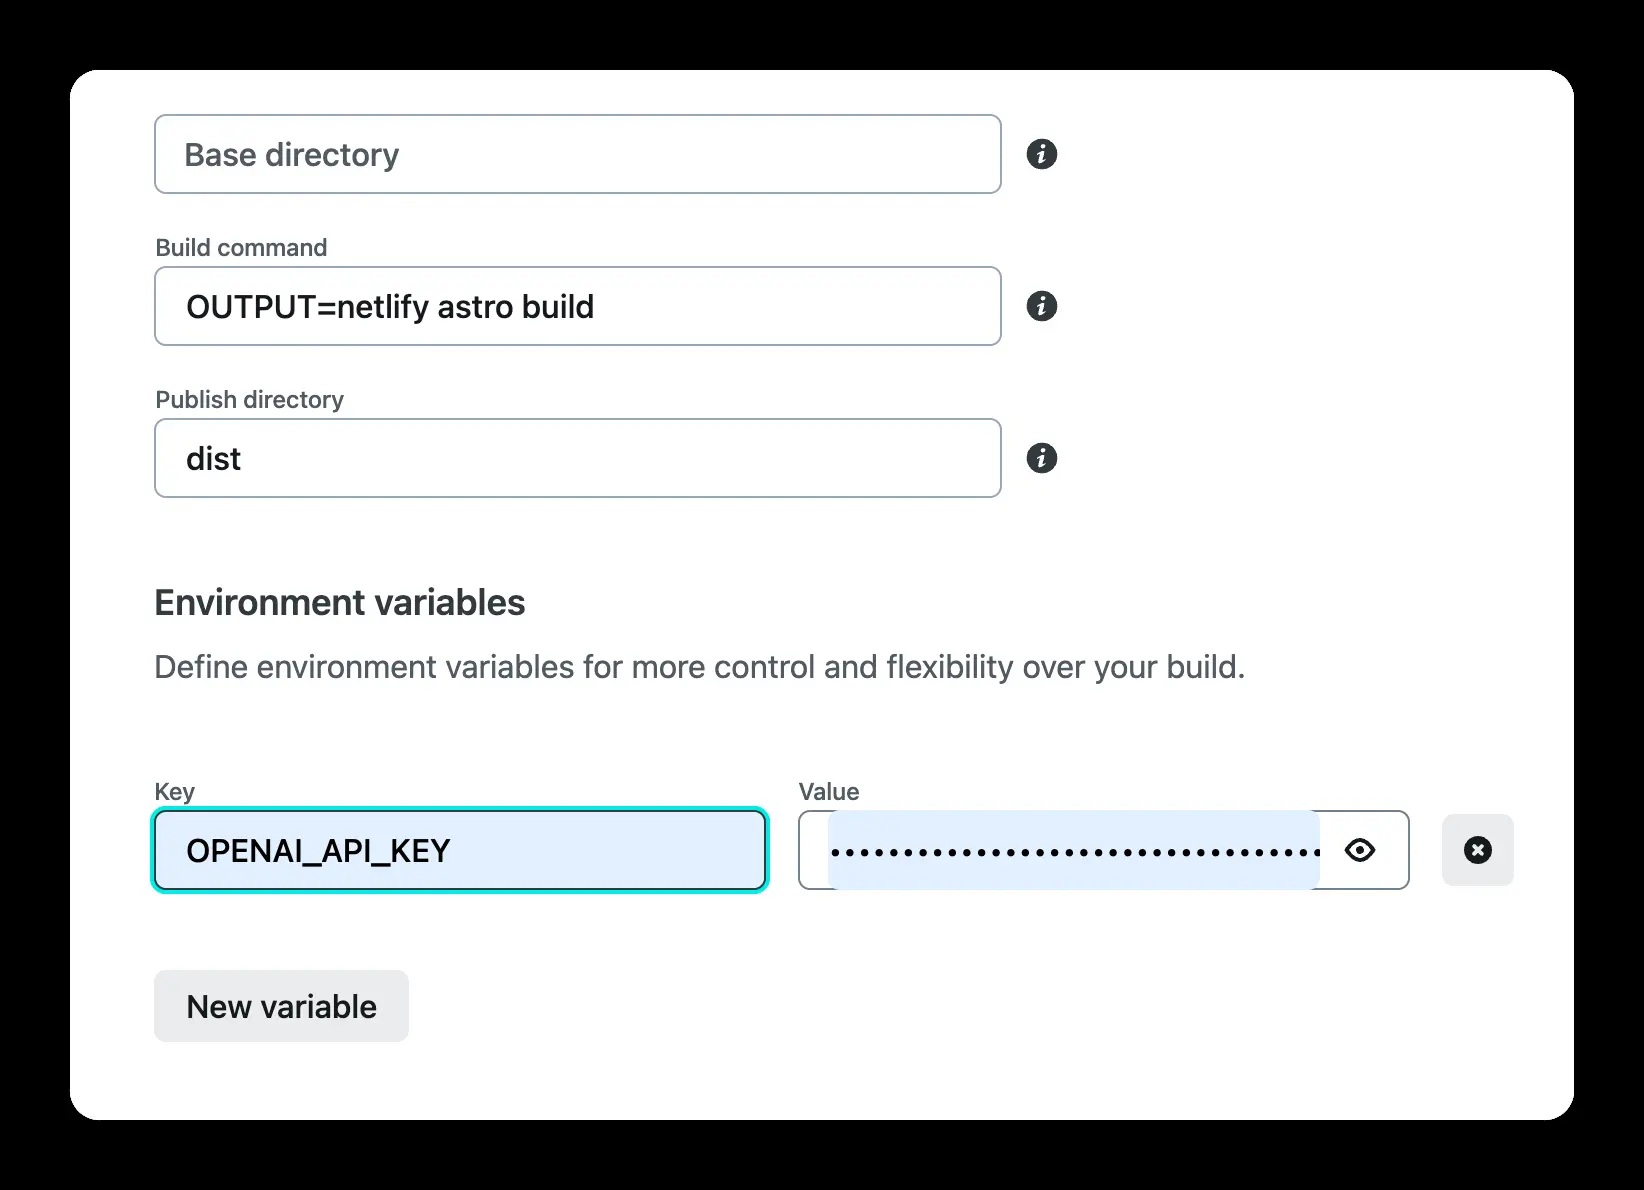 Base directory
Build command
OUTPUT=netlify astro build
Publish directory
dist
Environment variables
Define environment variables for more control and flexibility over your build.
Key
Value
OPENAI_API_KEY
••••••••••••••••••••••••••••••••••
New variable